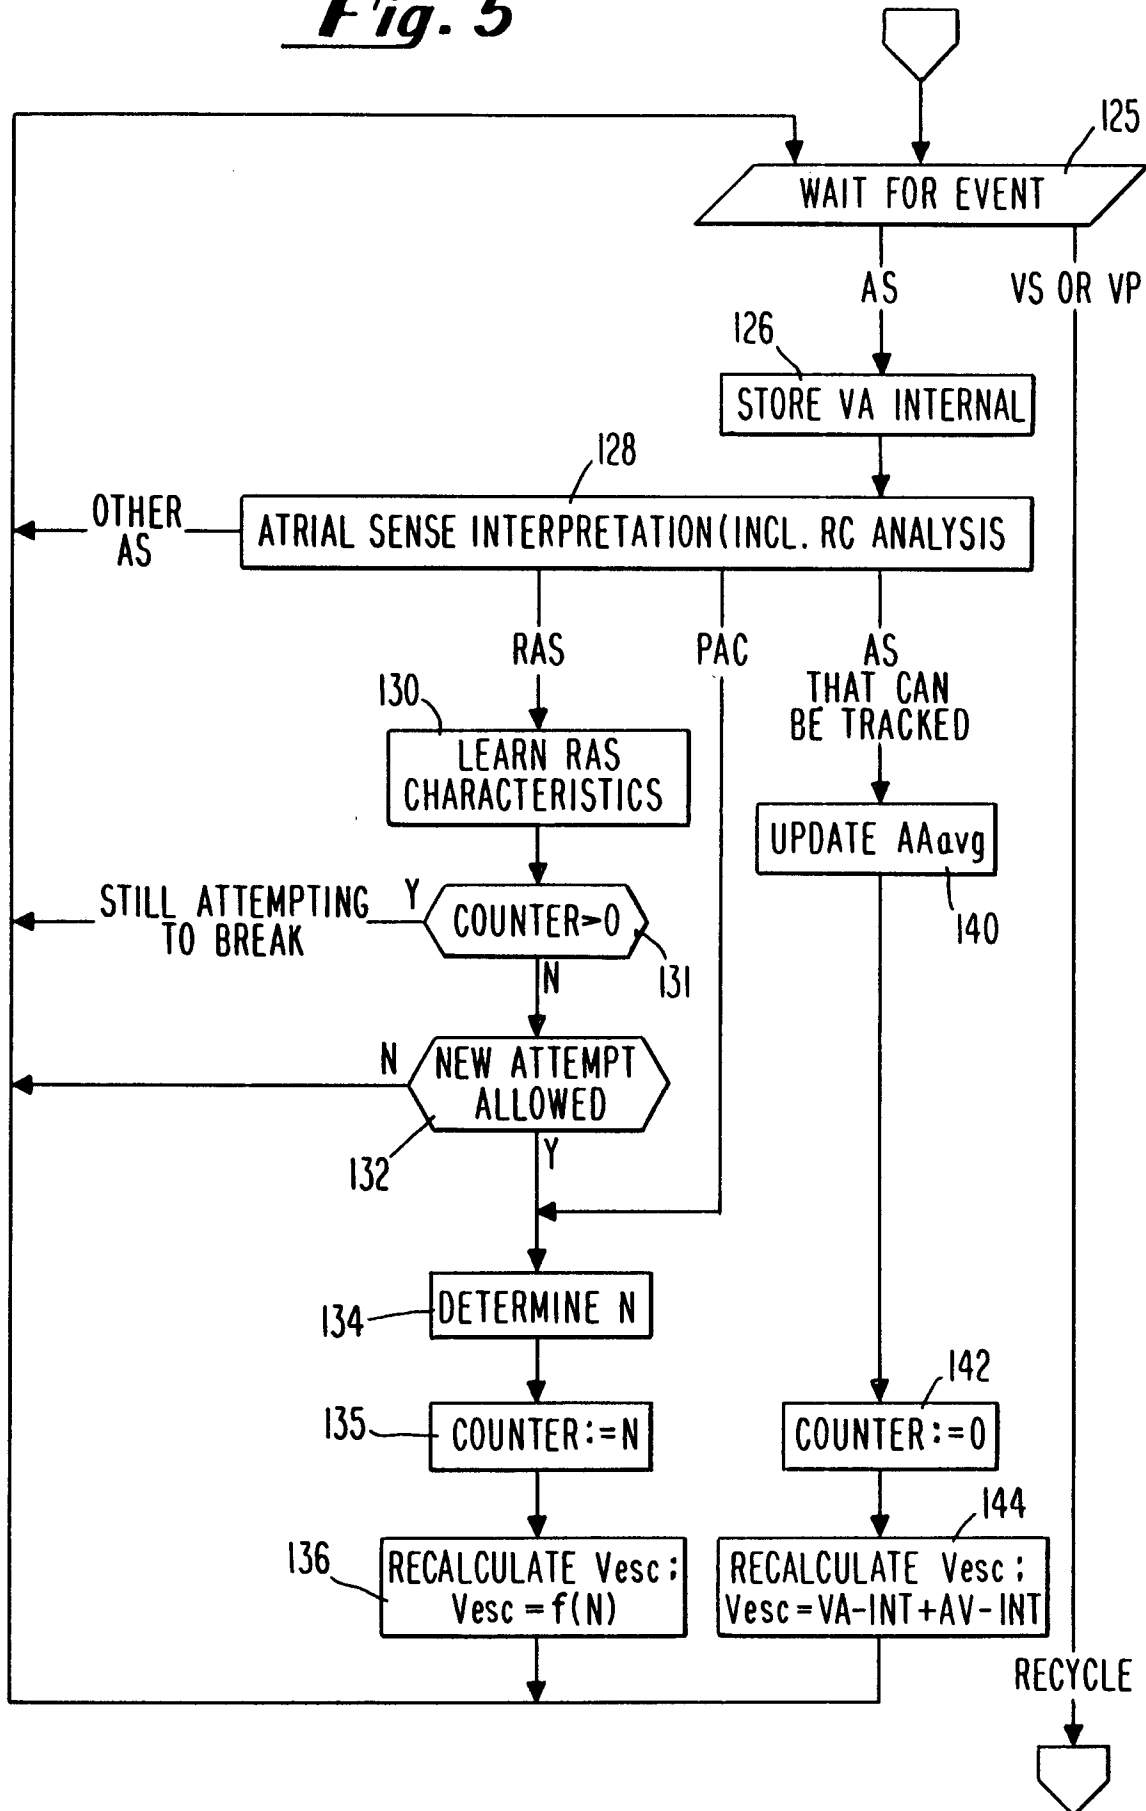 Fig. 5
125
WAIT FOR EVENT
AS
VS OR VP
126
STORE VA INTERNAL
128
OTHER
AS
ATRIAL SENSE INTERPRETATION(INCL. RC ANALYSIS
RAS
PAC
AS
THAT CAN
BE TRACKED
130
LEARN RAS
CHARACTERISTICS
UPDATE AAavg
140
STILL ATTEMPTING
TO BREAK
Y
COUNTER>0
131
N
N
NEW ATTEMPT
ALLOWED
132
Y
134
DETERMINE N
135
COUNTER:=N
142
COUNTER:=0
136
RECALCULATE Vesc:
Vesc=f(N)
144
RECALCULATE Vesc:
Vesc=VA-INT+AV-INT
RECYCLE